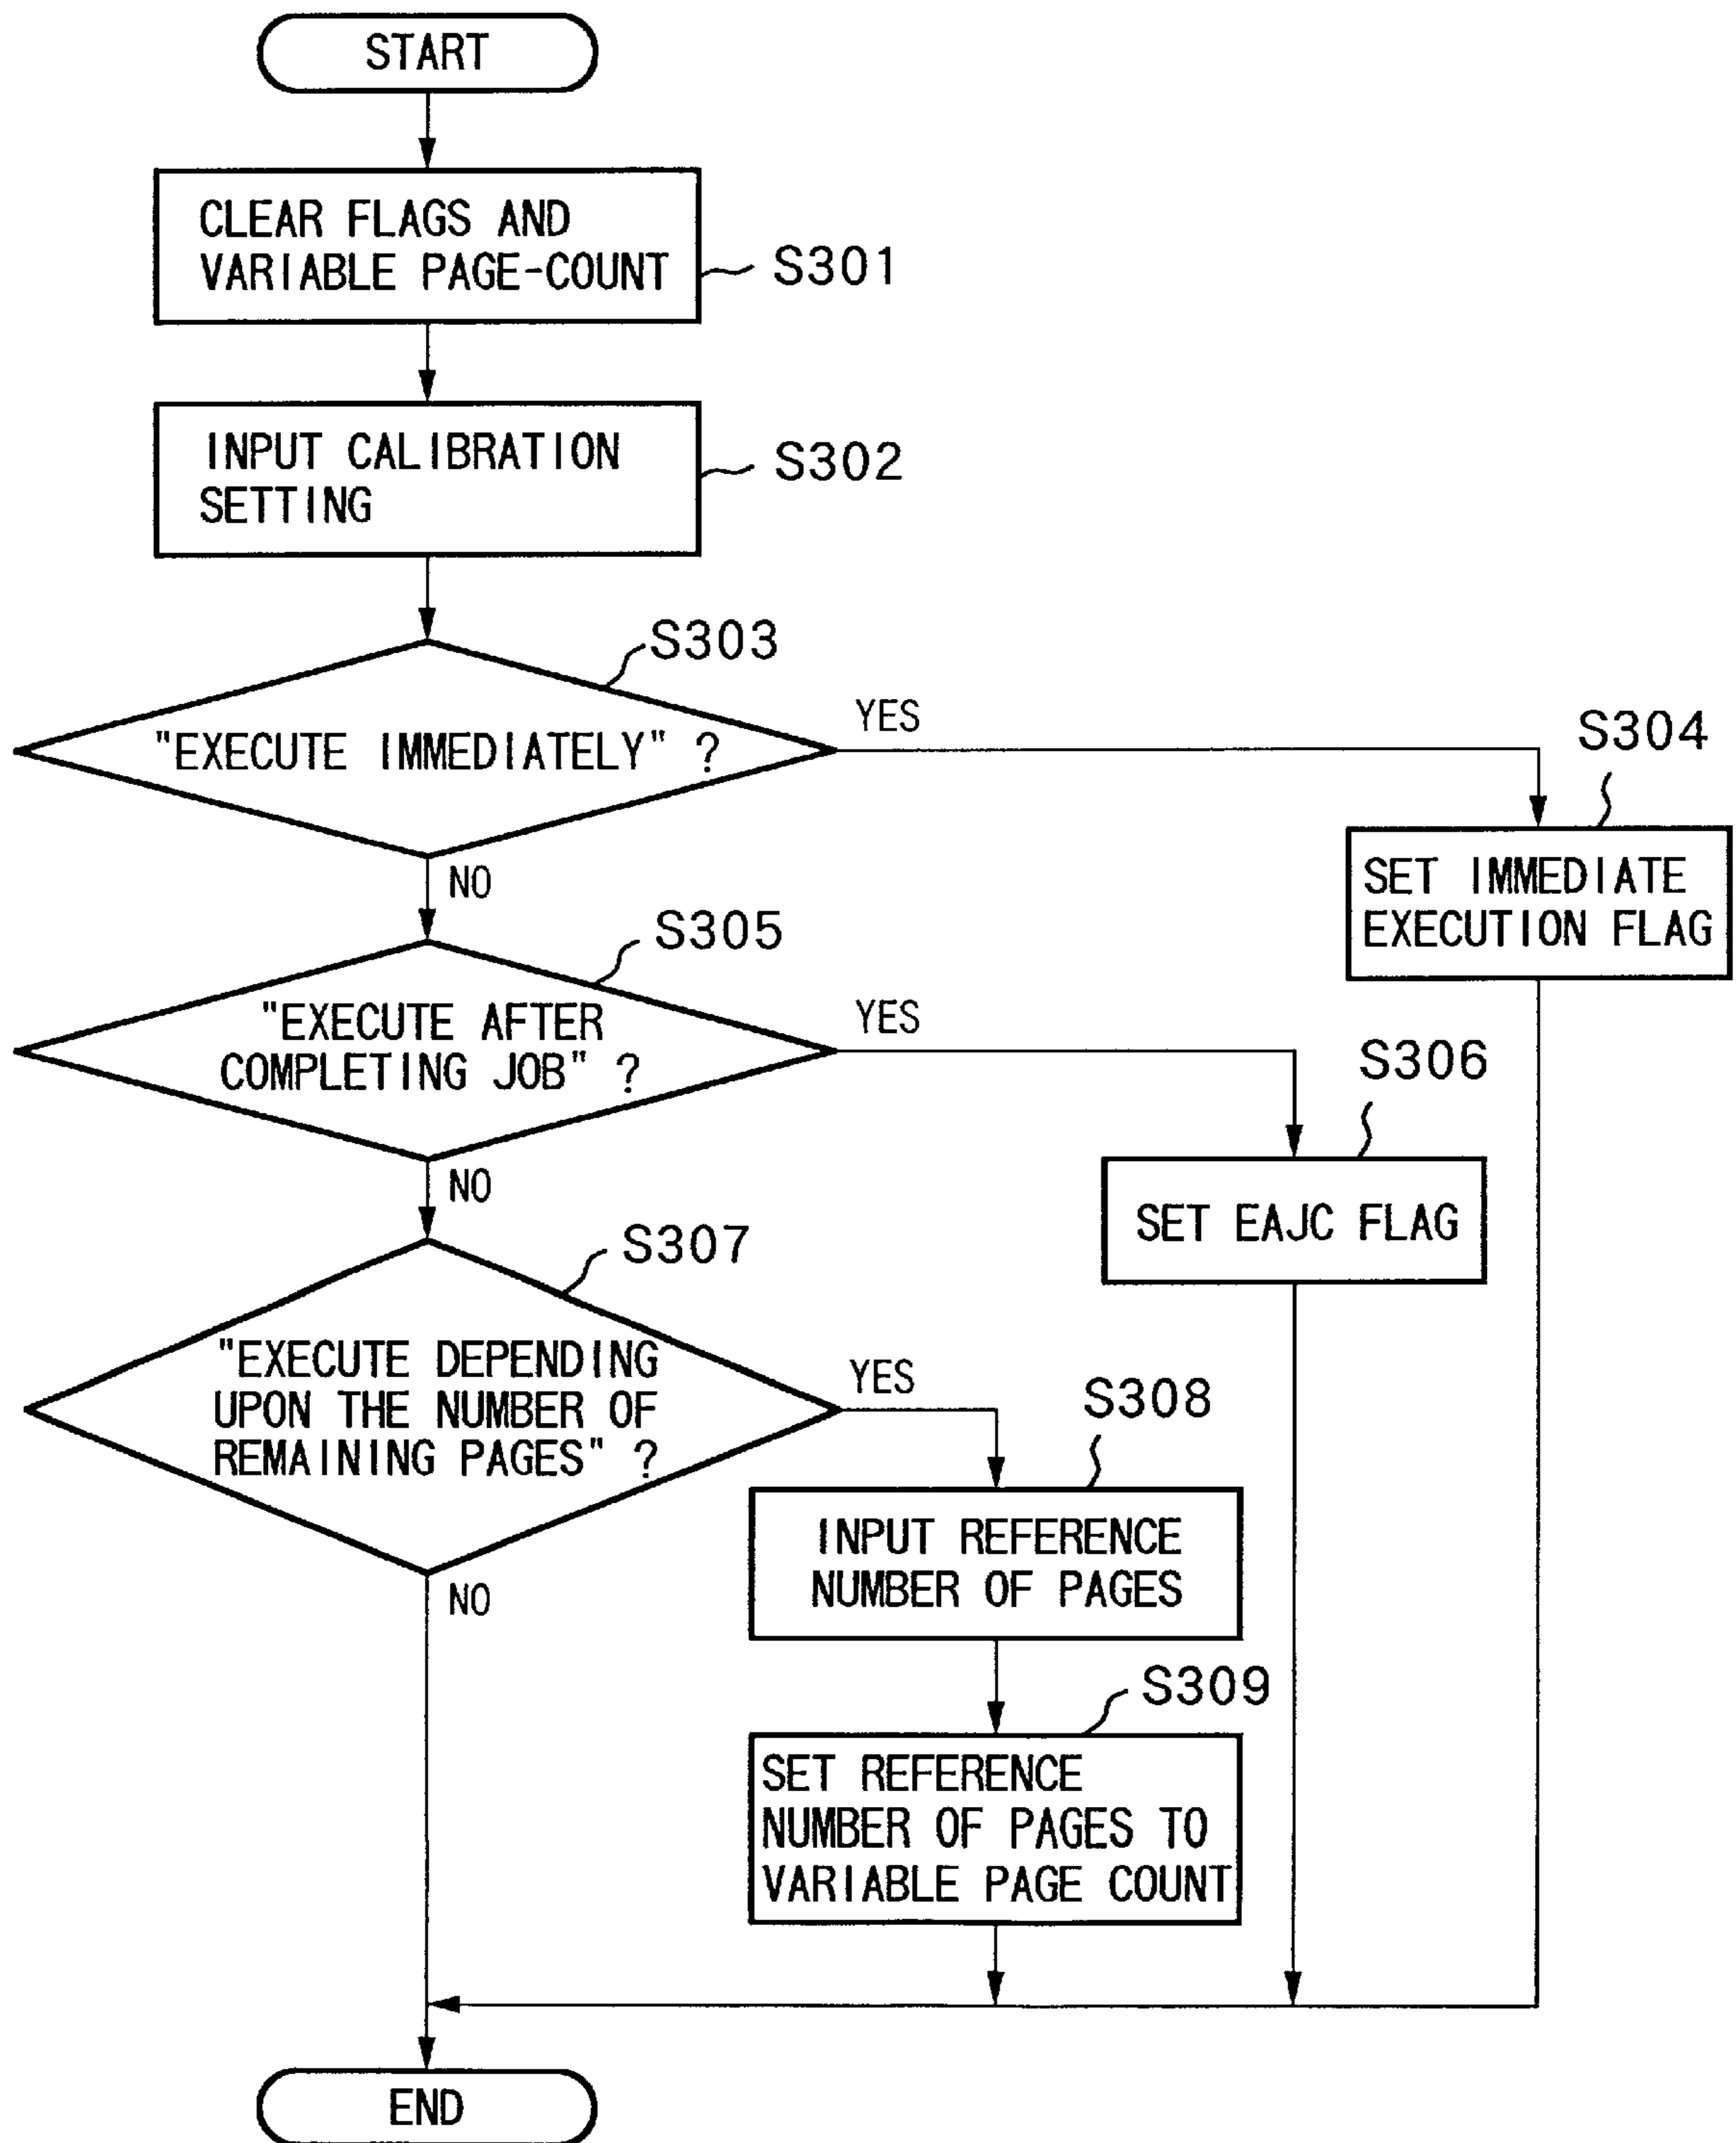 START
CLEAR FLAGS AND
VARIABLE PAGE-COUNT
S301
INPUT CALIBRATION
SETTING
S302
S303
"EXECUTE IMMEDIATELY" ?
YES
NO
S304
SET IMMEDIATE
EXECUTION FLAG
S305
"EXECUTE AFTER
COMPLETING JOB" ?
YES
NO
S306
SET EAJC FLAG
S307
"EXECUTE DEPENDING
UPON THE NUMBER OF
REMAINING PAGES" ?
YES
NO
S308
INPUT REFERENCE
NUMBER OF PAGES
S309
SET REFERENCE
NUMBER OF PAGES TO
VARIABLE PAGE COUNT
END